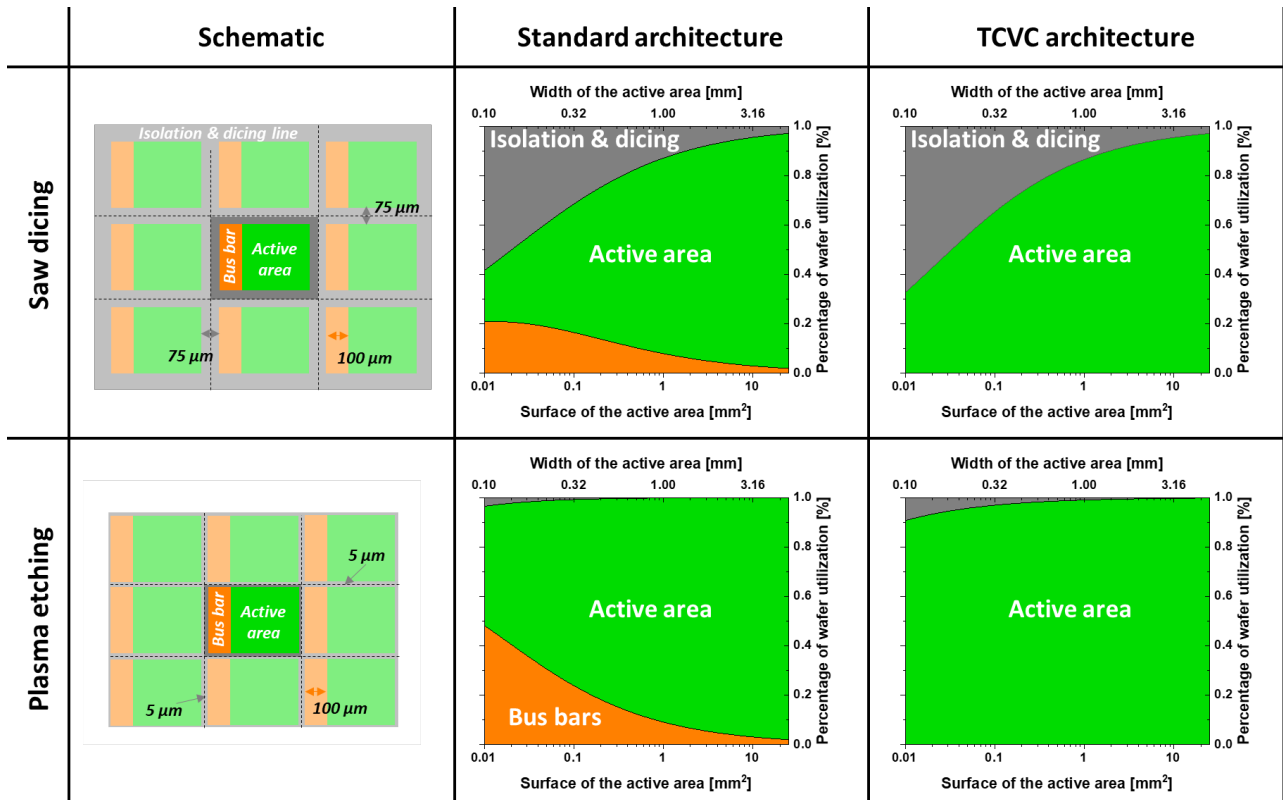 Schematic
Standard architecture
TCVC architecture
Saw dicing
Isolation & dicing line
75 µm
Bus bar
Active
area
75 µm
100 µm
Width of the active area [mm]
0.10 0.32 1.00 3.16
Isolation & dicing
Active area
1.0
0.8
0.6
0.4
0.2
0.0
Percentage of wafer utilization [%]
0.01 0.1 1 10
Surface of the active area [mm²]
Width of the active area [mm]
0.10 0.32 1.00 3.16
Isolation & dicing
Active area
1.0
0.8
0.6
0.4
0.2
0.0
Percentage of wafer utilization [%]
0.01 0.1 1 10
Surface of the active area [mm²]
Plasma etching
5 µm
Bus bar
Active
area
5 µm
100 µm
Width of the active area [mm]
0.10 0.32 1.00 3.16
Active area
Bus bars
1.0
0.8
0.6
0.4
0.2
0.0
Percentage of wafer utilization [%]
0.01 0.1 1 10
Surface of the active area [mm²]
Width of the active area [mm]
0.10 0.32 1.00 3.16
Active area
1.0
0.8
0.6
0.4
0.2
0.0
Percentage of wafer utilization [%]
0.01 0.1 1 10
Surface of the active area [mm²]